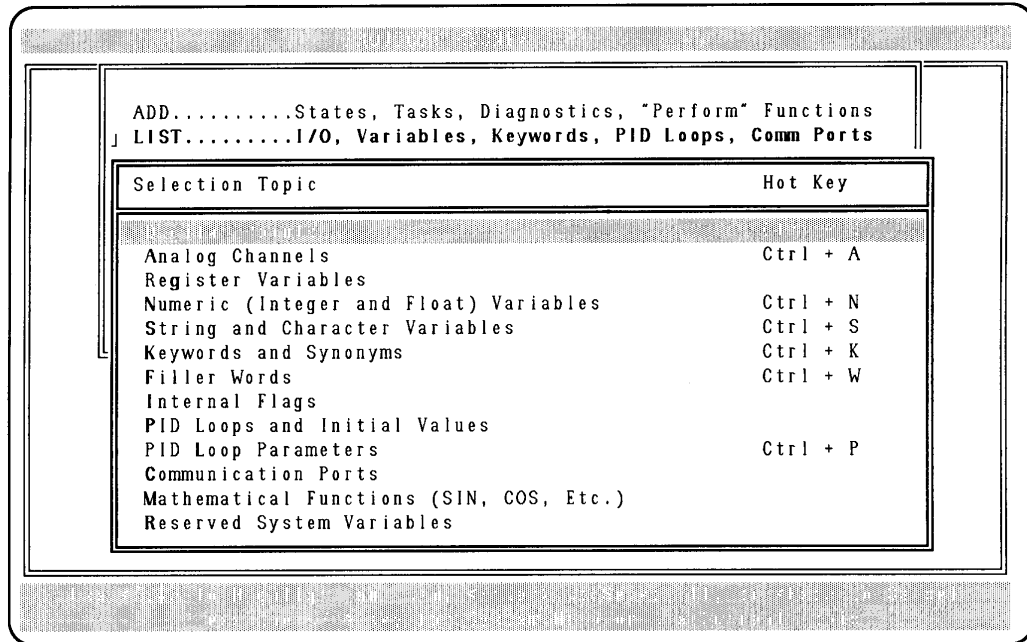 ADD..........States, Tasks, Diagnostics, "Perform" Functions
LIST.........I/O, Variables, Keywords, PID Loops, Comm Ports
Selection Topic Hot Key
Analog Channels Ctrl + A
Register Variables
Numeric (Integer and Float) Variables Ctrl + N
String and Character Variables Ctrl + S
Keywords and Synonyms Ctrl + K
Filler Words Ctrl + W
Internal Flags
PID Loops and Initial Values
PID Loop Parameters Ctrl + P
Communication Ports
Mathematical Functions (SIN, COS, Etc.)
Reserved System Variables